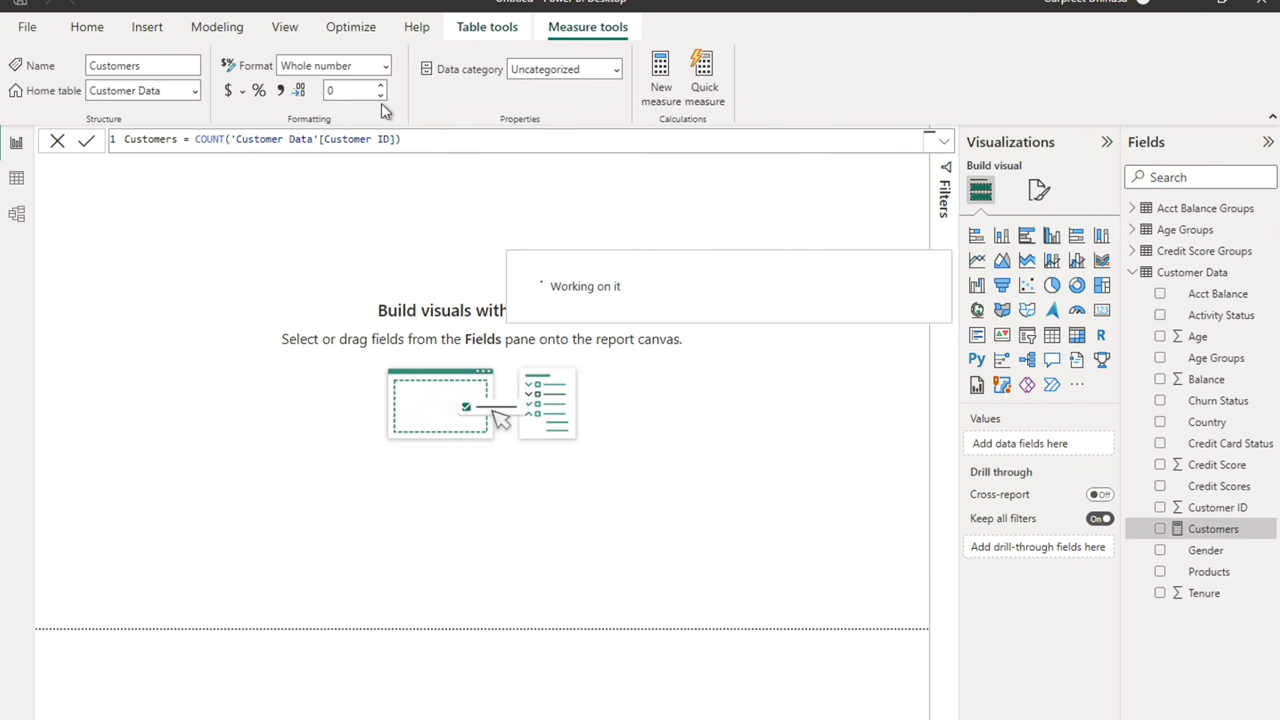 File Home Insert Modeling View Optimize Help Table tools Measure tools
Name Customers
$% Format Whole number
Data category Uncategorized
New measure
Quick measure
Home table Customer Data
$ % 0
Structure Formatting Properties Calculations
1 Customers = COUNT('Customer Data'[Customer ID])
Filters
Working on it
Build visuals with
Select or drag fields from the Fields pane onto the report canvas.
Visualizations
Build visual
123
R
Py
Values
Add data fields here
Drill through
Cross-report Off
Keep all filters On
Add drill-through fields here
Fields
Search
Acct Balance Groups
Age Groups
Credit Score Groups
Customer Data
Acct Balance
Activity Status
Age
Age Groups
Balance
Churn Status
Country
Credit Card Status
Credit Score
Credit Scores
Customer ID
Customers
Gender
Products
Tenure